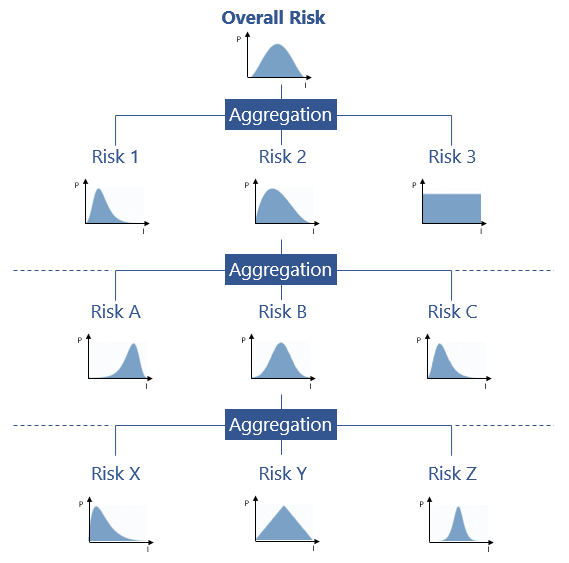 Overall Risk
P
I
Aggregation
Risk 1
Risk 2
Risk 3
P
P
P
I
I
I
Aggregation
Risk A
Risk B
Risk C
P
P
P
I
I
I
Aggregation
Risk X
Risk Y
Risk Z
P
P
P
I
I
I